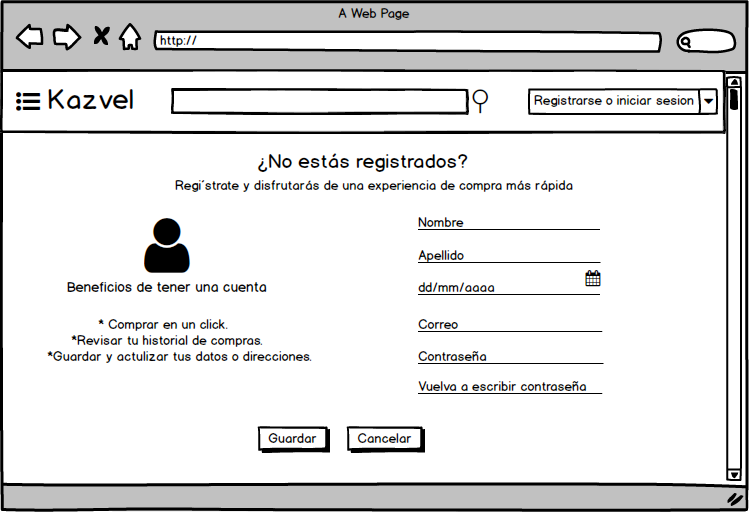 A Web Page
http://
Kazvel
Registrarse o iniciar sesion
¿No estás registrados?
Regi´strate y disfrutarás de una experiencia de compra más rápida
Beneficios de tener una cuenta
* Comprar en un click.
*Revisar tu historial de compras.
*Guardar y actulizar tus datos o direcciones.
Nombre
Apellido
dd/mm/aaaa
Correo
Contraseña
Vuelva a escribir contraseña
Guardar
Cancelar